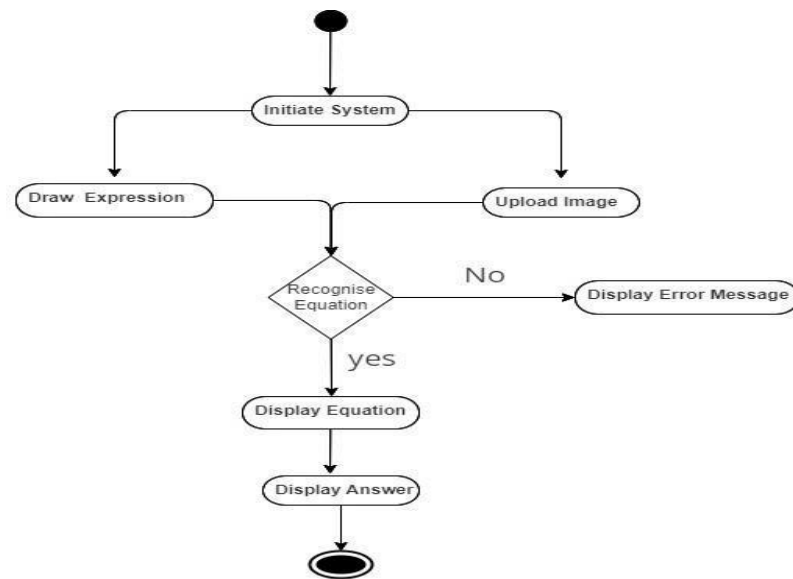 Initiate System
Draw Expression
Upload Image
Recognise
Equation
No
Display Error Message
yes
Display Equation
Display Answer